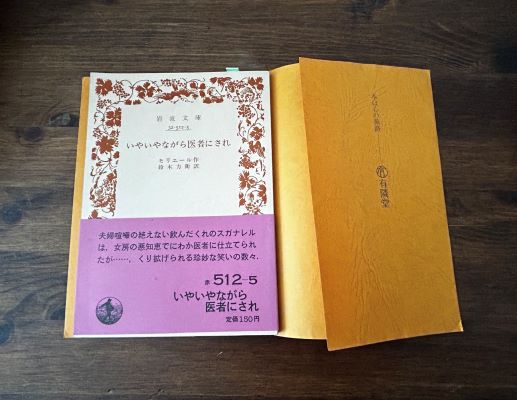 岩波文庫
32-512-5
いやいやながら医者にされ
モリエール作
鈴木力衛訳
夫婦喧嘩の絶えない飲んだくれのスガナレル
は、女房の悪知恵でにわか医者に仕立てられ
たが……、くり拡げられる珍妙な笑いの数々.
赤 512-5
いやいやながら
医者にされ
定価150円
有隣堂